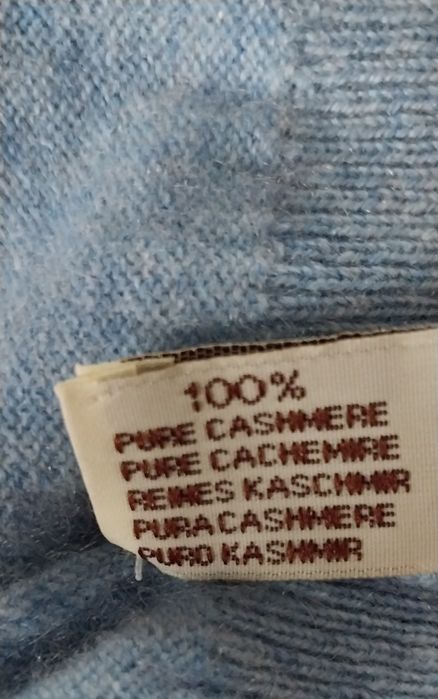 100%
PURE CASHMERE
PURE CACHEMIRE
REINES KASCHMIR
PURA CASHMERE
PURO KASHMIR